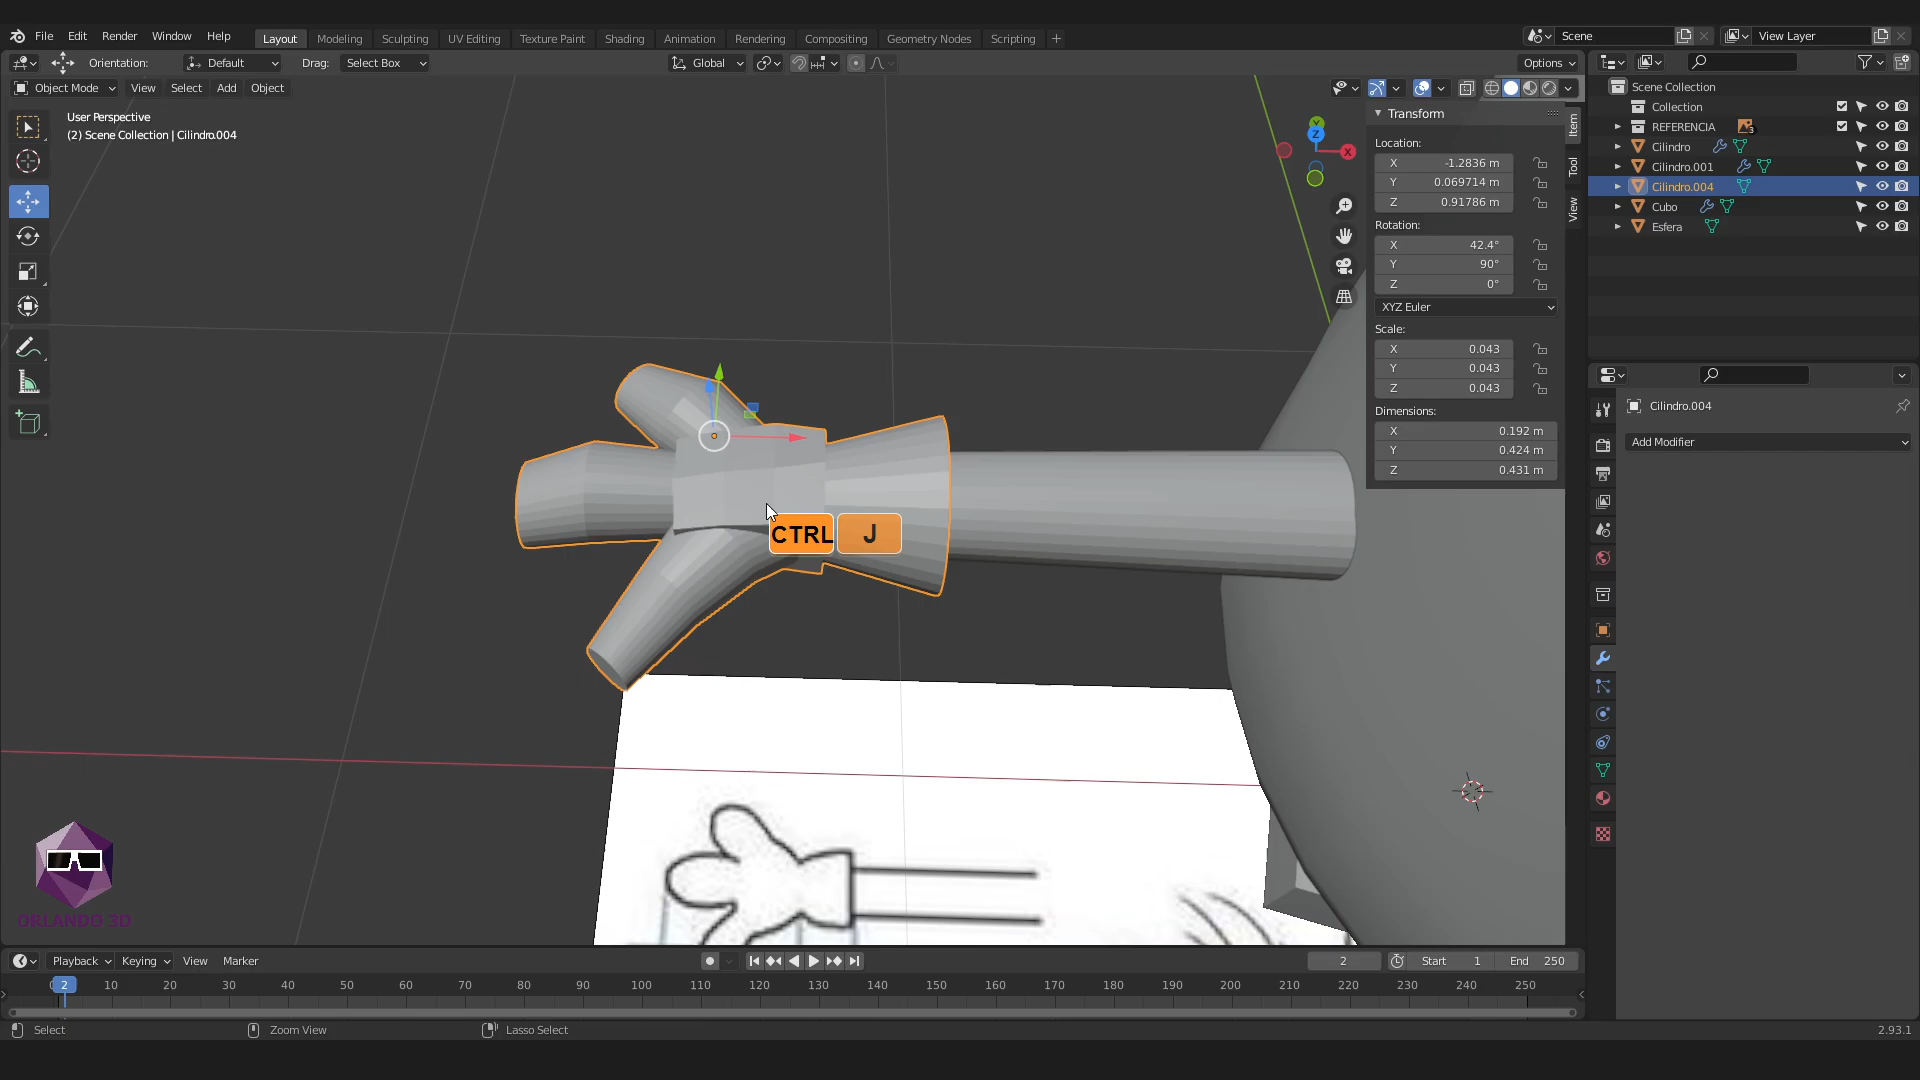 File Edit Render Window Help
Layout Modeling Sculpting UV Editing Texture Paint Shading Animation Rendering Compositing Geometry Nodes Scripting
Scene
View Layer
Orientation: Default Drag: Select Box
Global
Options
Object Mode View Select Add Object
User Perspective
(2) Scene Collection | Cilindro.004
Y
Z
X
CTRL J
Transform
Location:
X -1.2836 m
Y 0.069714 m
Z 0.91786 m
Rotation:
X 42.4°
Y 90°
Z 0°
XYZ Euler
Scale:
X 0.043
Y 0.043
Z 0.043
Dimensions:
X 0.192 m
Y 0.424 m
Z 0.431 m
Item
Tool
View
Scene Collection
Collection
REFERENCIA 3
Cilindro
Cilindro.001
Cilindro.004
Cubo
Esfera
Cilindro.004
Add Modifier
ORLANDO 3D
Playback Keying View Marker
2 Start 1 End 250
2 10 20 30 40 50 60 70 80 90 100 110 120 130 140 150 160 170 180 190 200 210 220 230 240 250
Select Zoom View Lasso Select
2.93.1